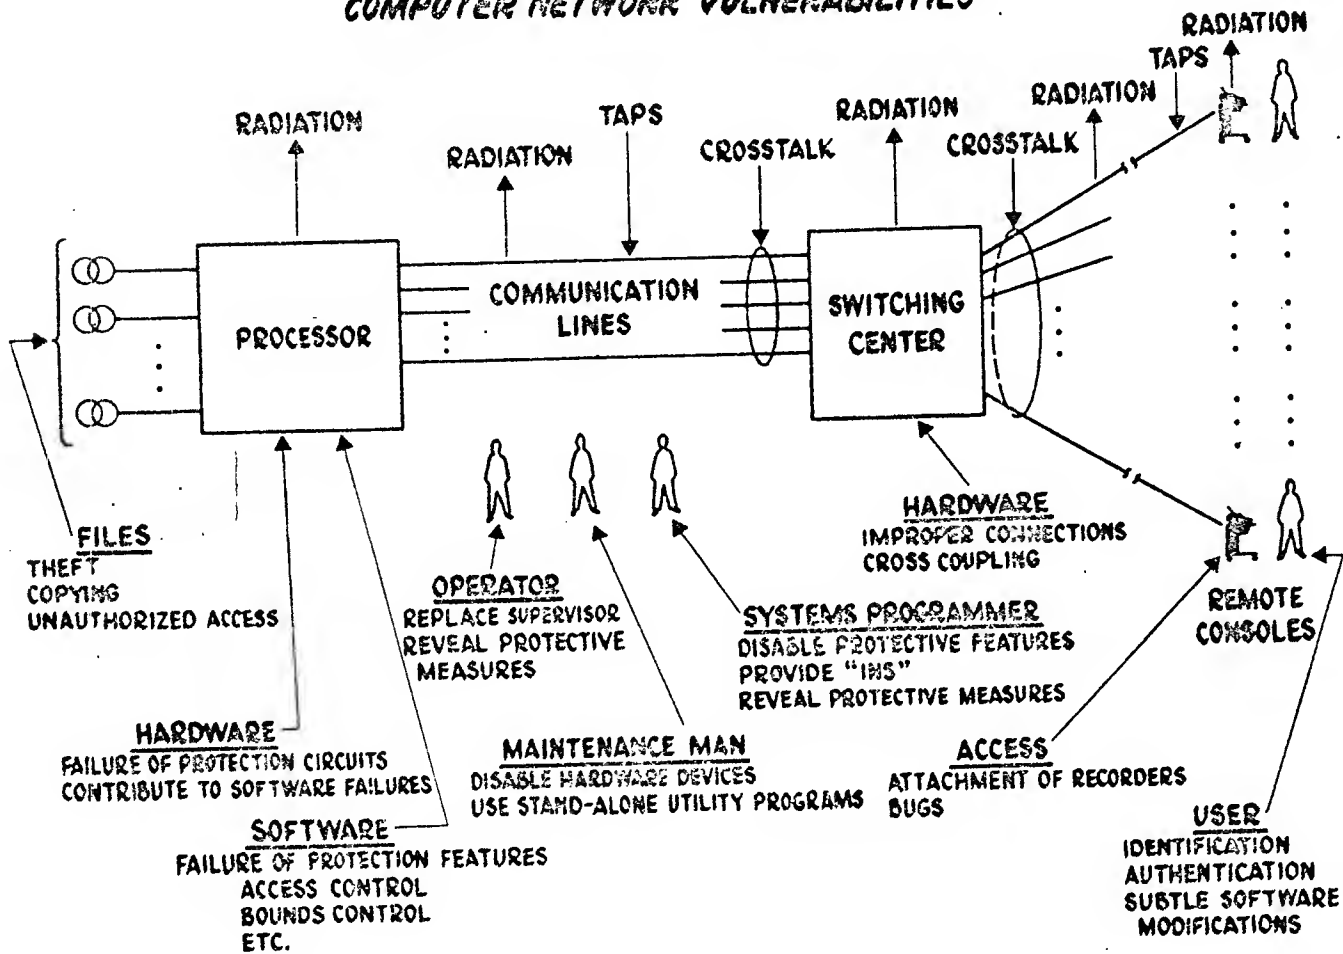 COMPUTER NETWORK VULNERABILITIES
RADIATION
TAPS
RADIATION
RADIATION
TAPS
RADIATION
RADIATION
CROSSTALK
CROSSTALK
PROCESSOR
COMMUNICATION
LINES
SWITCHING
CENTER
FILES
THEFT
COPYING
UNAUTHORIZED ACCESS
OPERATOR
REPLACE SUPERVISOR
REVEAL PROTECTIVE
MEASURES
HARDWARE
IMPROPER CONNECTIONS
CROSS COUPLING
SYSTEMS PROGRAMMER
DISABLE PROTECTIVE FEATURES
PROVIDE "INS"
REVEAL PROTECTIVE MEASURES
REMOTE
CONSOLES
HARDWARE
FAILURE OF PROTECTION CIRCUITS
CONTRIBUTE TO SOFTWARE FAILURES
MAINTENANCE MAN
DISABLE HARDWARE DEVICES
USE STAND-ALONE UTILITY PROGRAMS
ACCESS
ATTACHMENT OF RECORDERS
BUGS
SOFTWARE
FAILURE OF PROTECTION FEATURES
ACCESS CONTROL
BOUNDS CONTROL
ETC.
USER
IDENTIFICATION
AUTHENTICATION
SUBTLE SOFTWARE
MODIFICATIONS